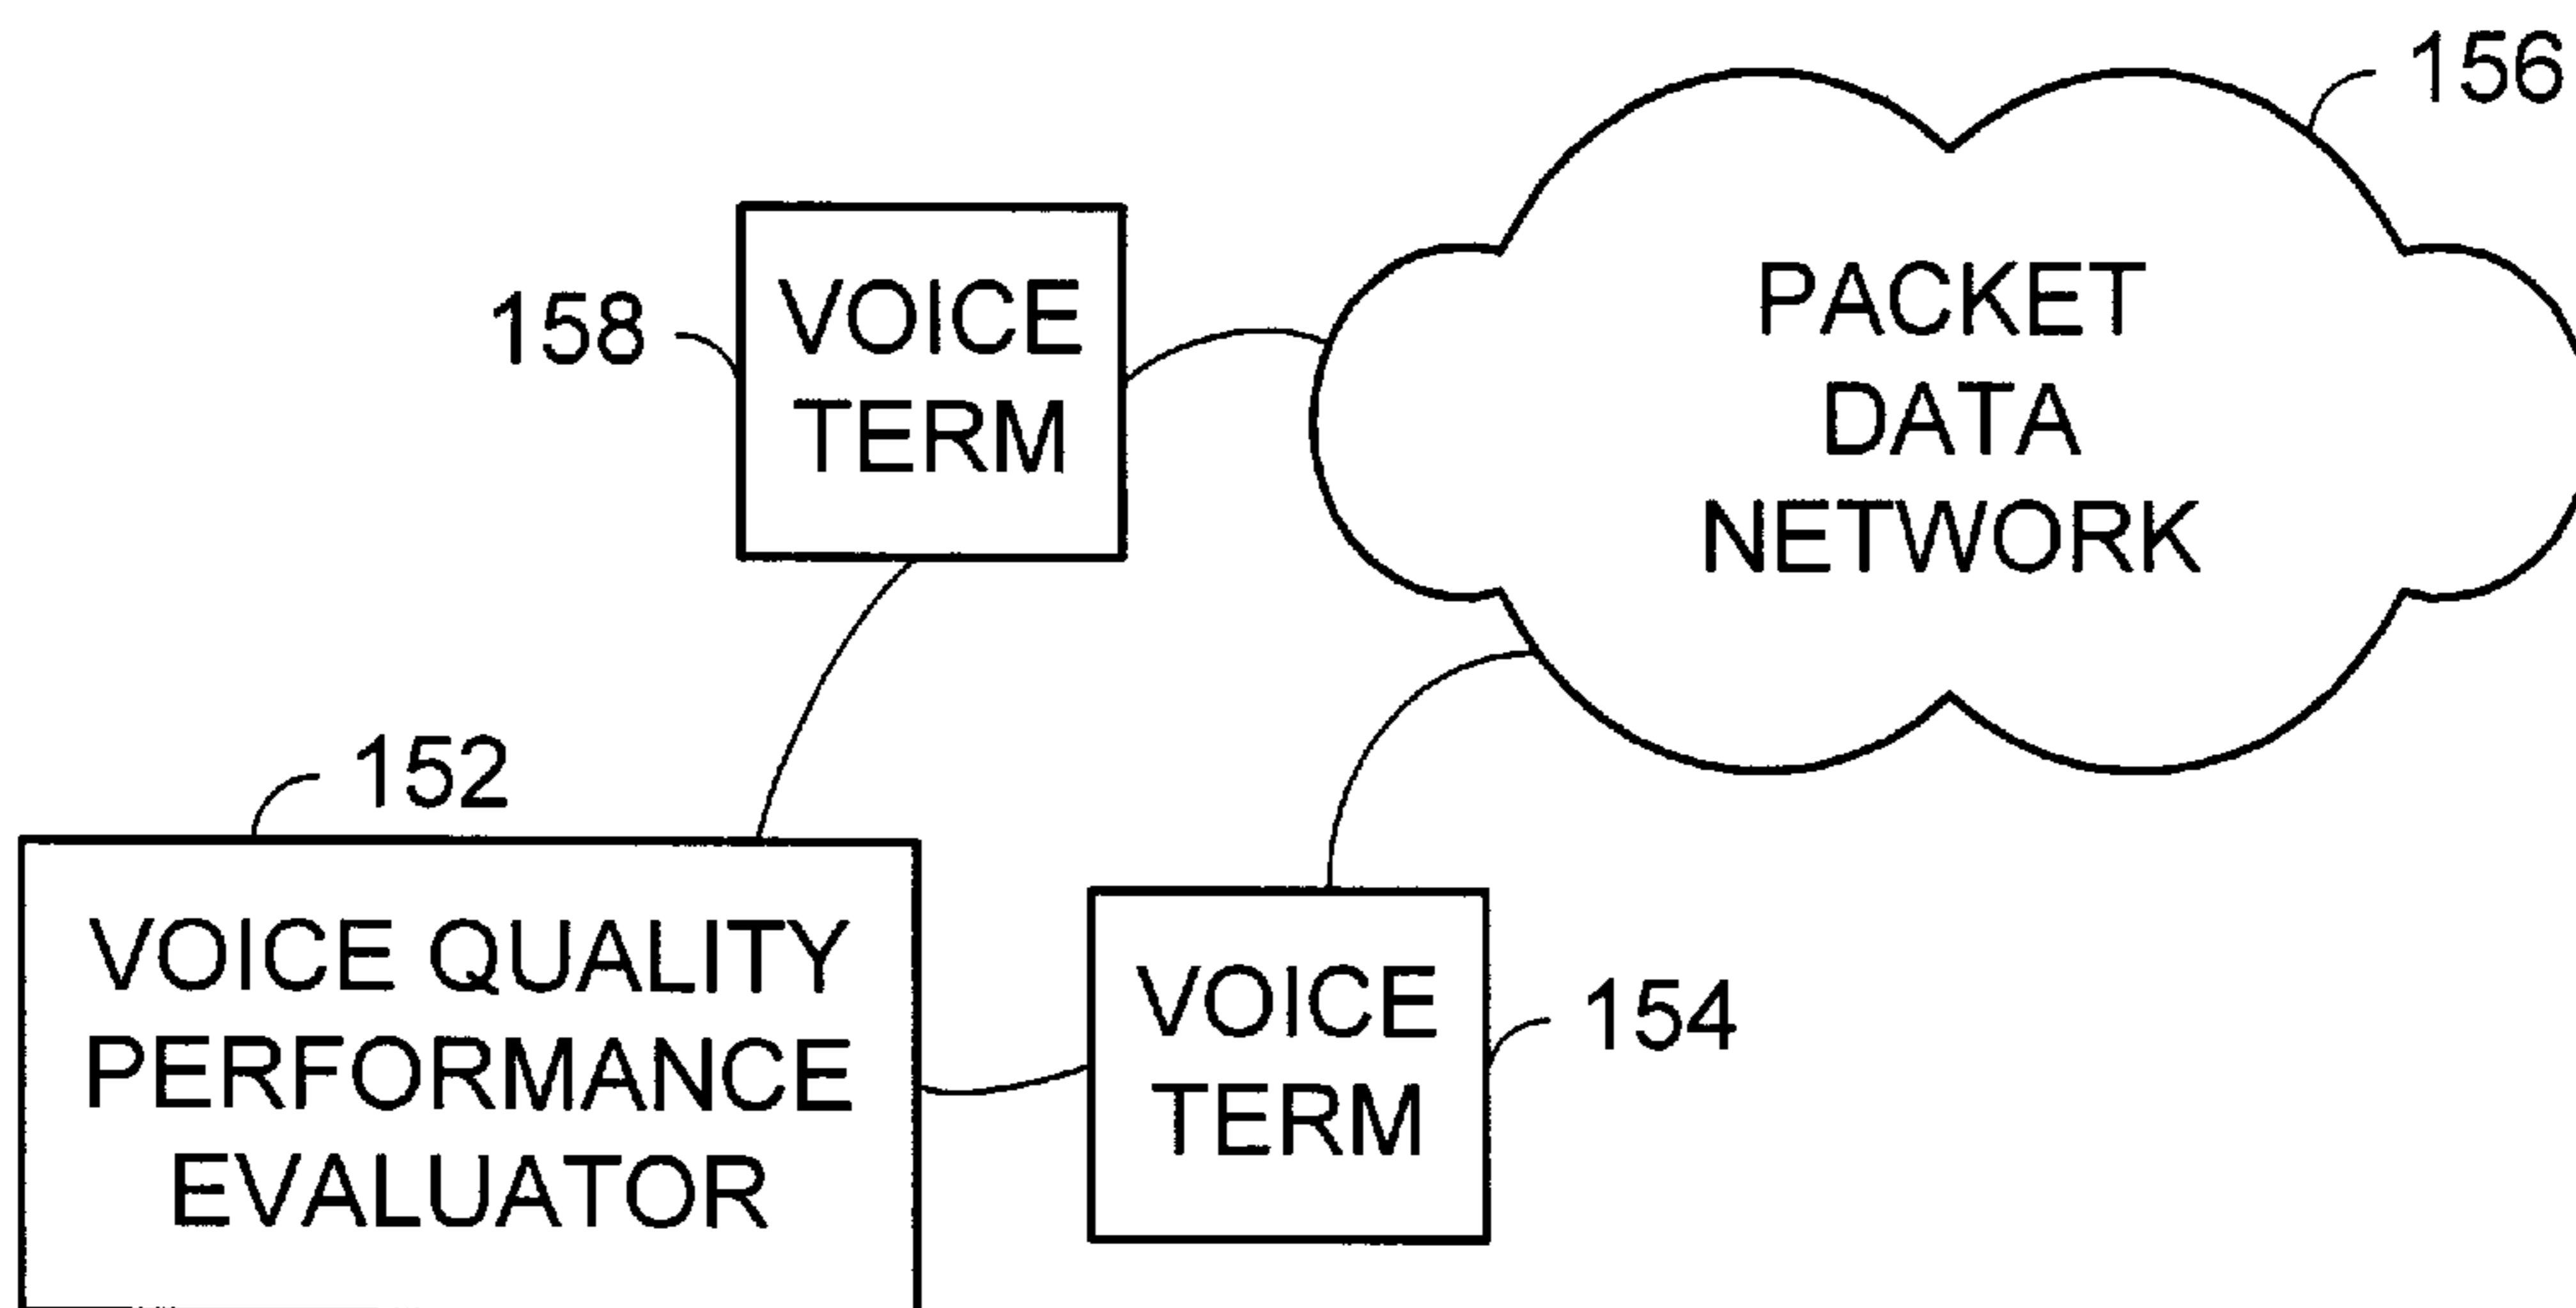 156
PACKET
DATA
NETWORK
158
VOICE
TERM
152
VOICE QUALITY
PERFORMANCE
EVALUATOR
VOICE
TERM
154